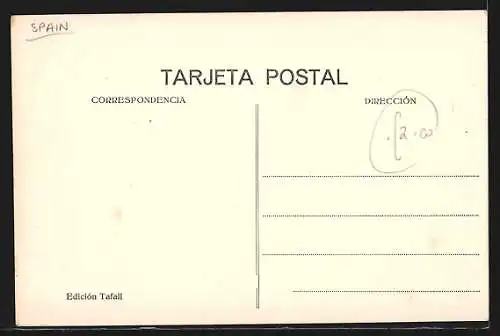 SPAIN
TARJETA POSTAL
CORRESPONDENCIA
DIRECCIÓN
Edición Tafall